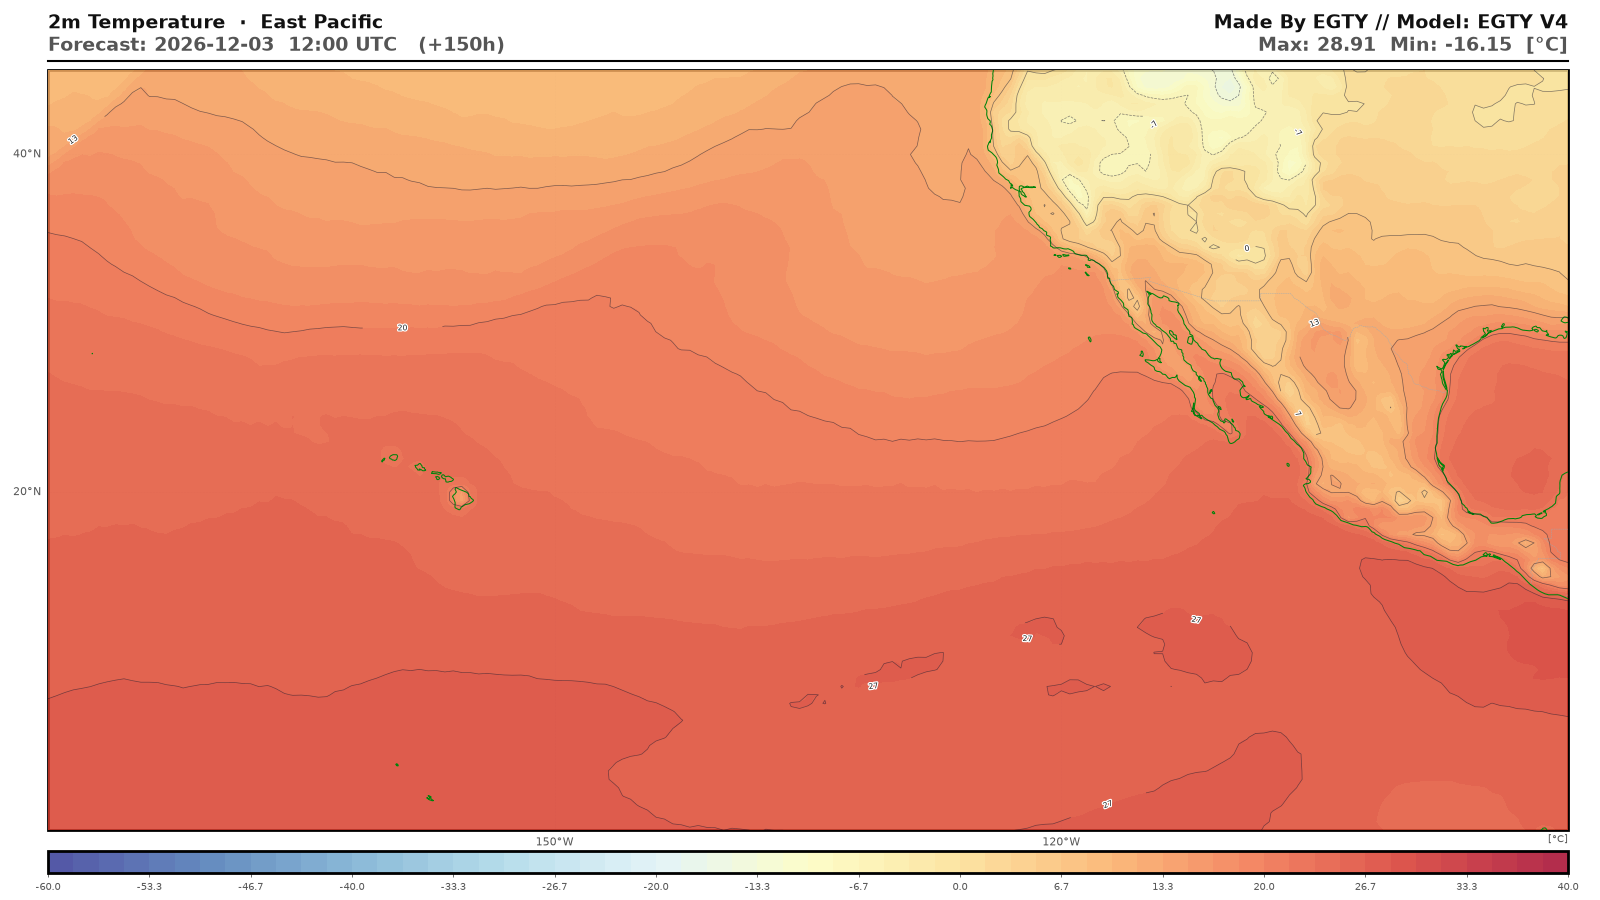 2m Temperature · East Pacific
Made By EGTY // Model: EGTY V4
Forecast: 2026-12-03 12:00 UTC (+150h)
Max: 28.91 Min: -16.15 [°C]
13
-7
-7
40°N
0
13
20
7
20°N
27
27
27
27
150°W
120°W
[°C]
-60.0 -53.3 -46.7 -40.0 -33.3 -26.7 -20.0 -13.3 -6.7 0.0 6.7 13.3 20.0 26.7 33.3 40.0